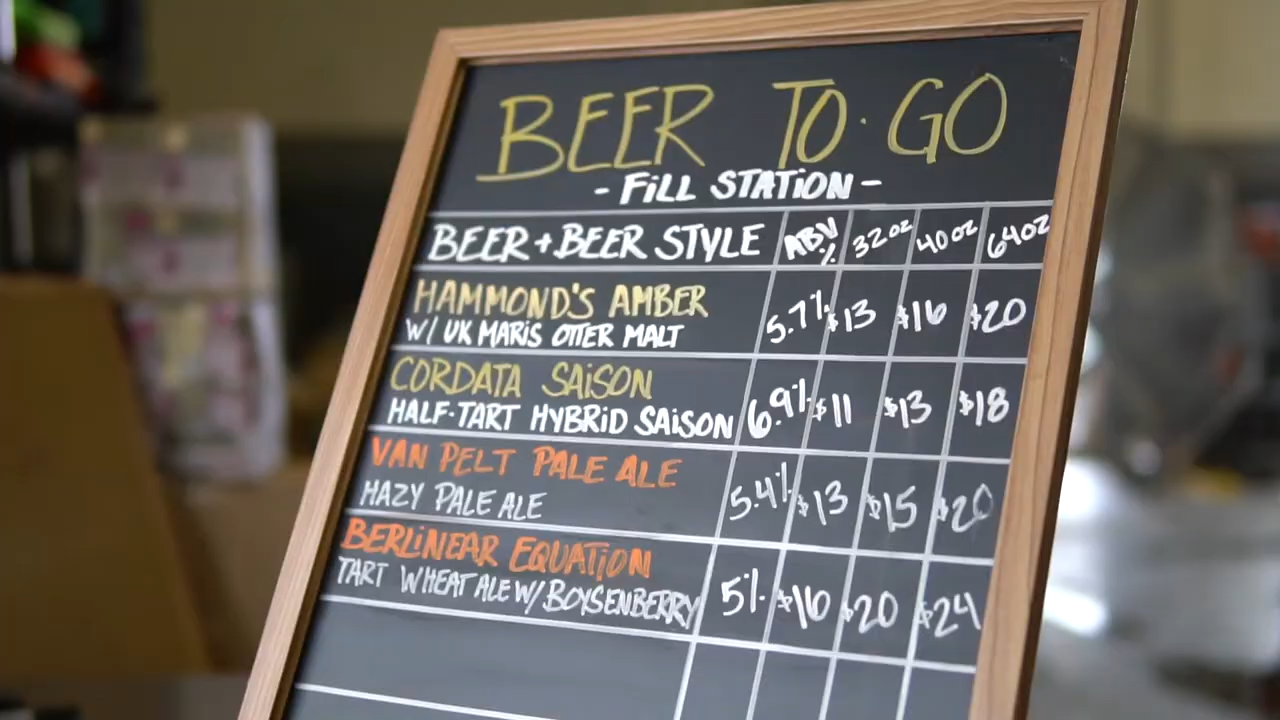 BEER TO·GO
- FiLL STATiON -
BEER + BEER STYLE ABV % 32oz 40oz 64oz
HAMMOND'S AMBER 5.7% $13 $16 $20
W/ UK MARiS OTTER MALT
CORDATA SAiSON 6.9% $11 $13 $18
HALF-TART HYBRiD SAiSON
VAN PELT PALE ALE 5.4% $13 $15 $20
HAZY PALE ALE
BERLiNEAR EQUATiON 5% $16 $20 $24
TART WHEAT ALE W/ BOYSENBERRY